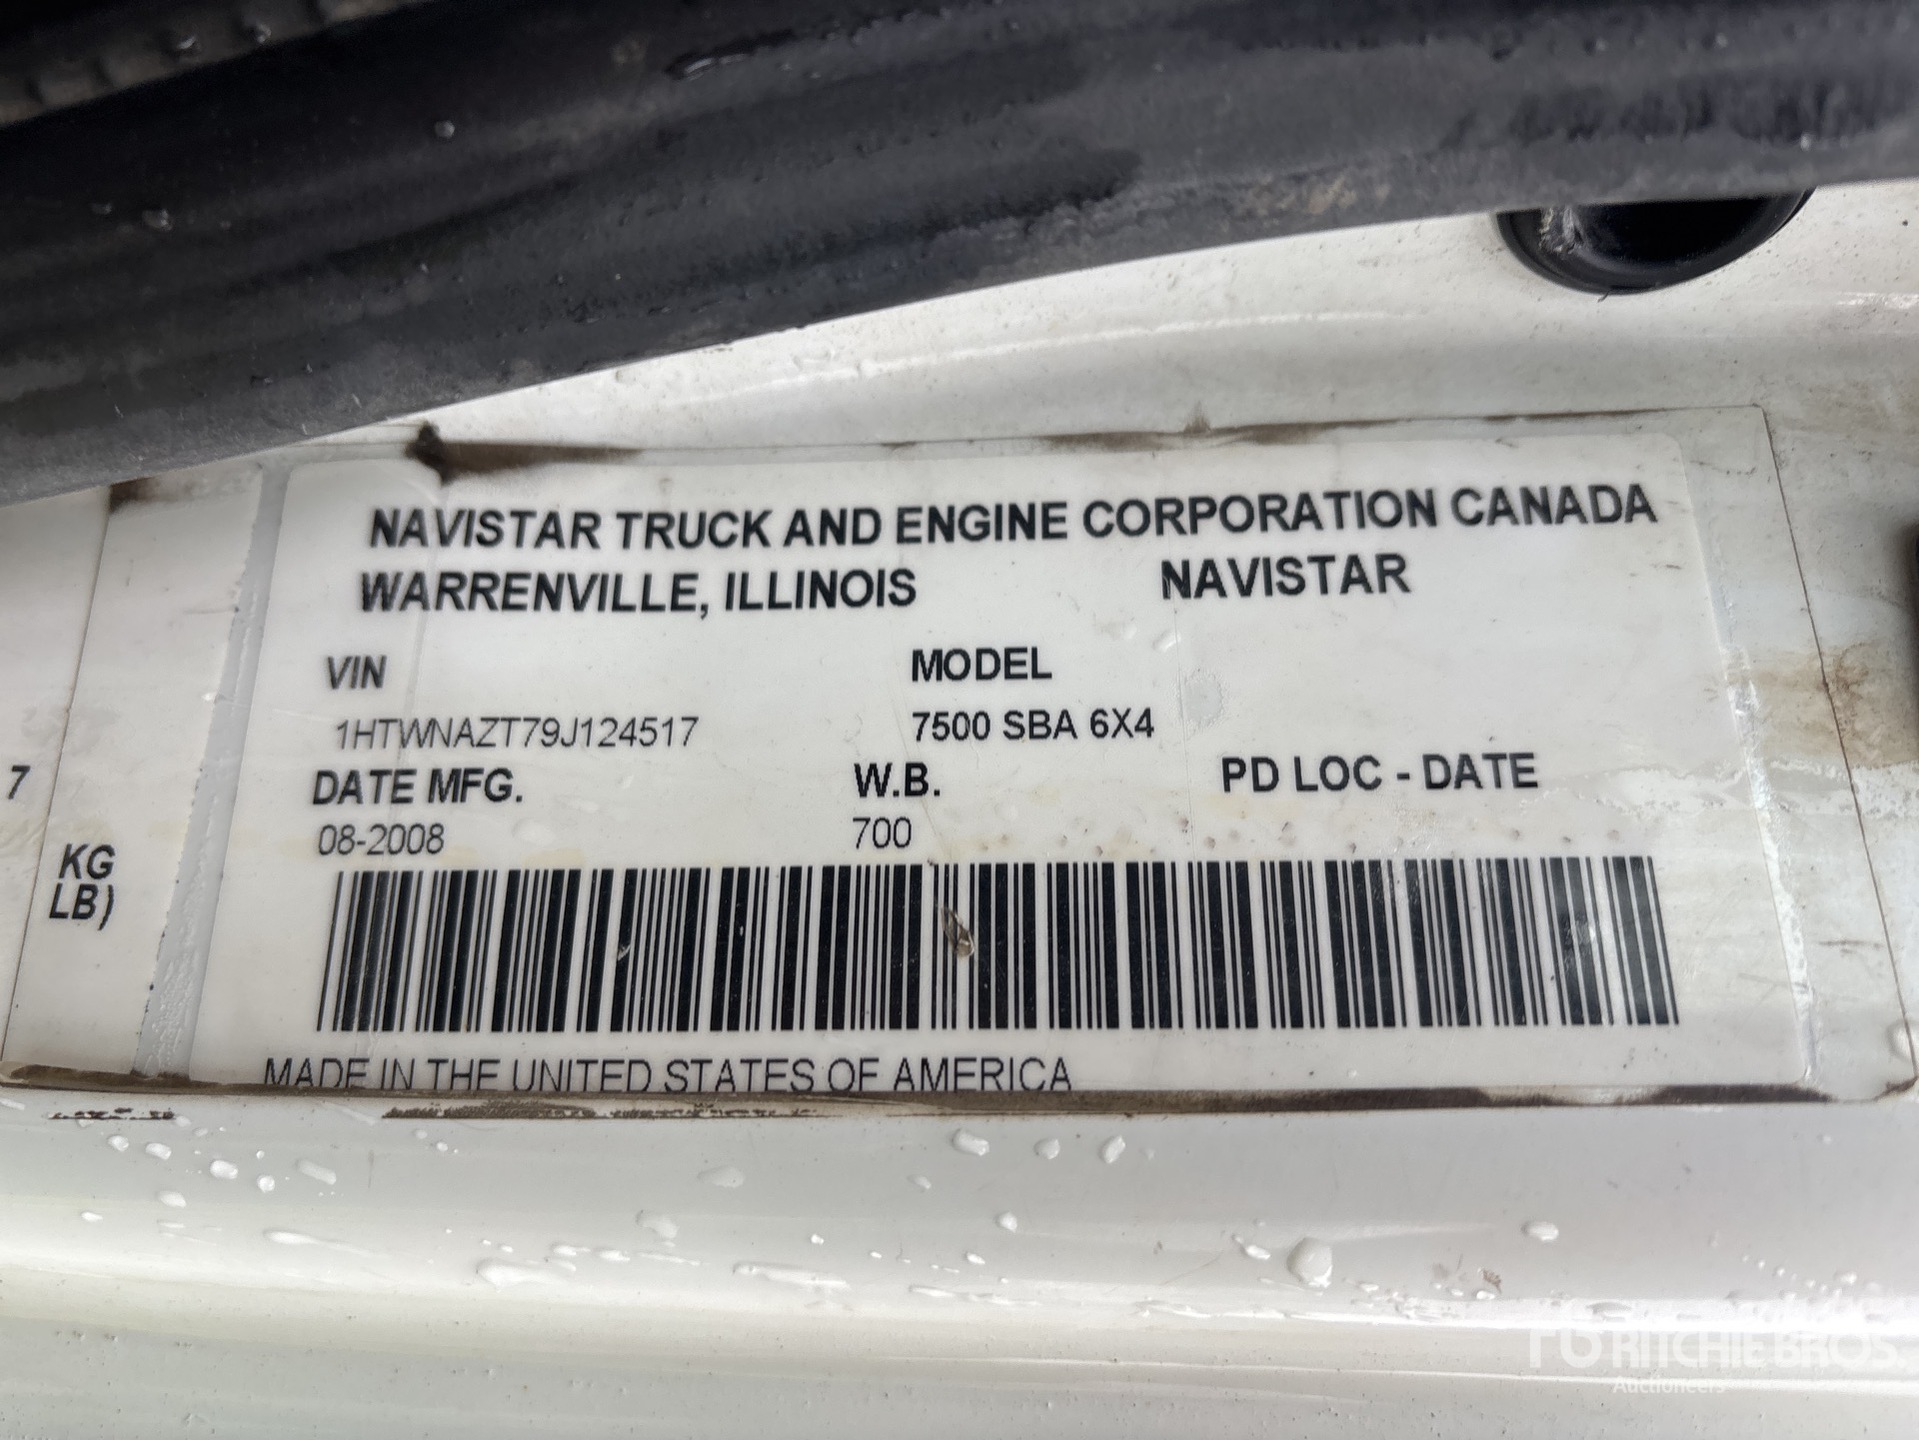 NAVISTAR TRUCK AND ENGINE CORPORATION CANADA
WARRENVILLE, ILLINOIS NAVISTAR
VIN MODEL
1HTWNAZT79J124517 7500 SBA 6X4
DATE MFG. W.B. PD LOC - DATE
08-2008 700
7
KG
LB)
MADE IN THE UNITED STATES OF AMERICA
RITCHIE BROS.
Auctioneers